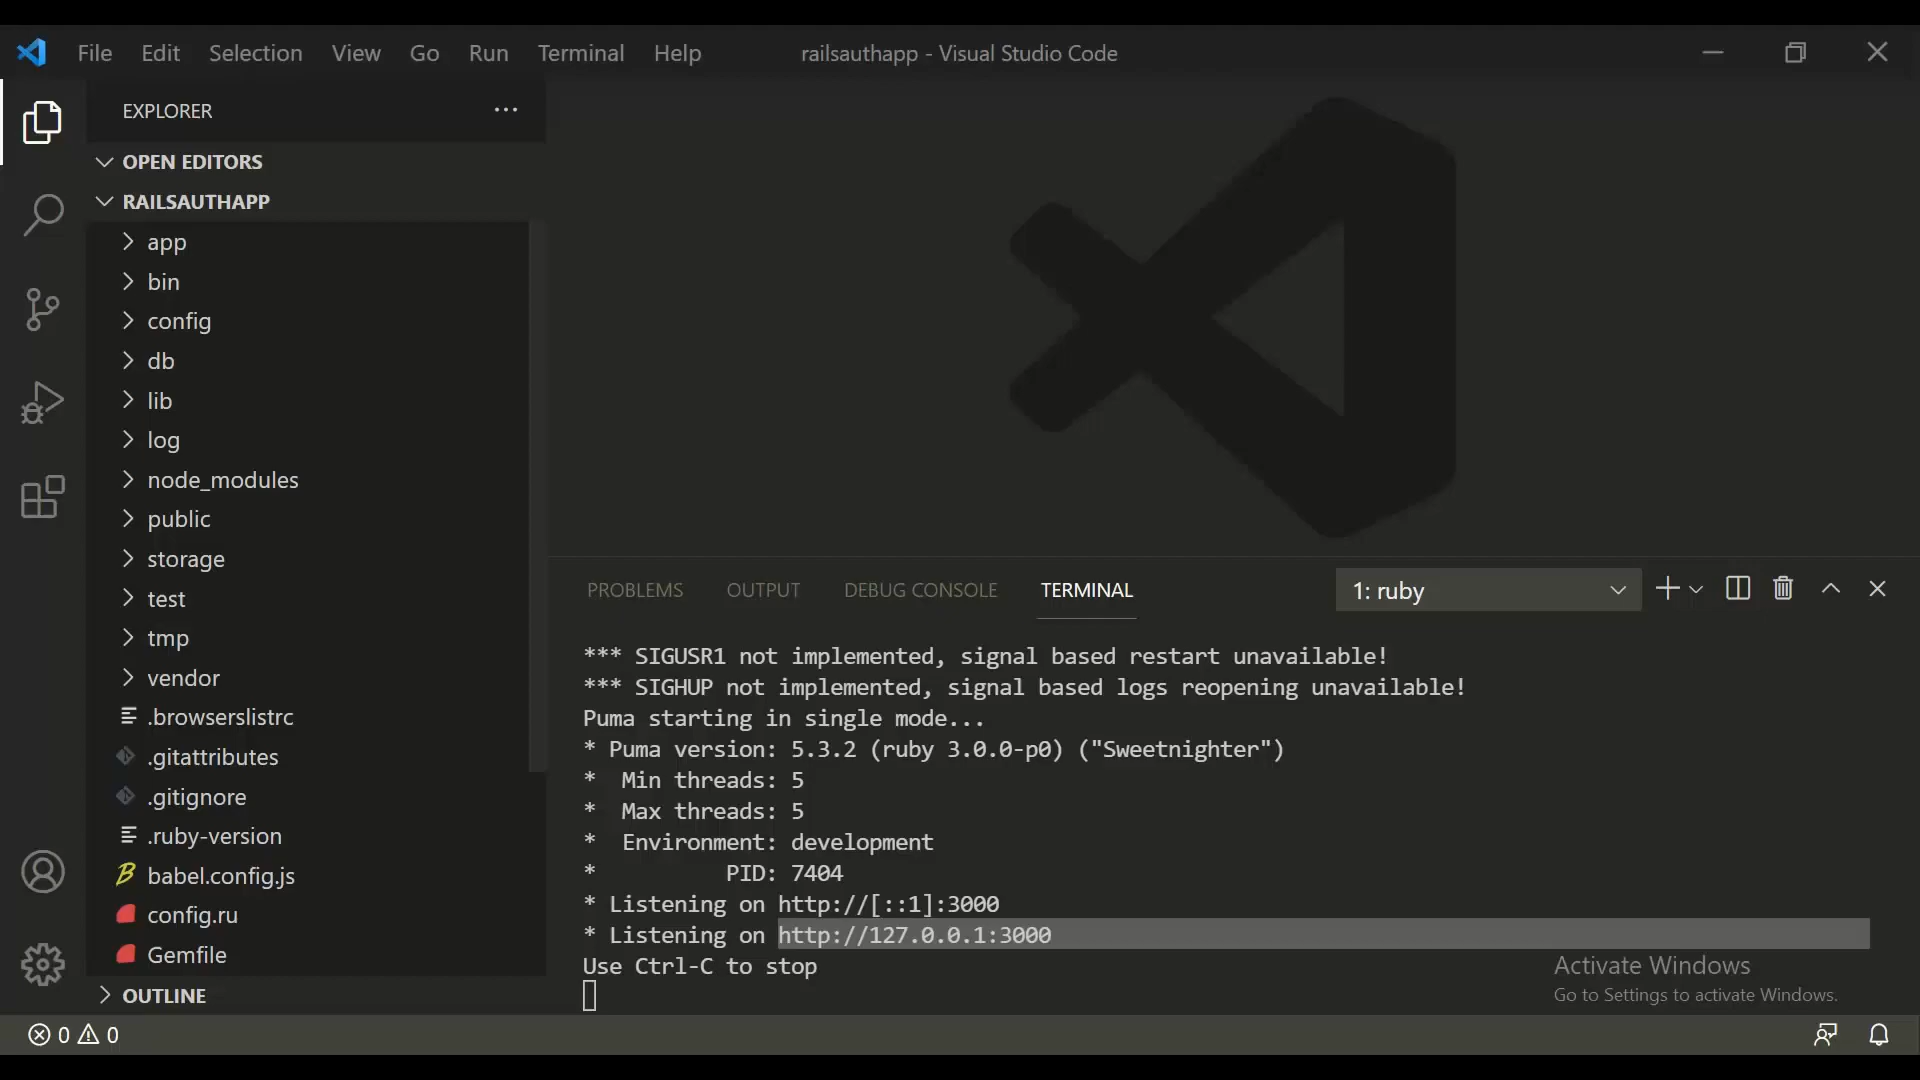 File Edit Selection View Go Run Terminal Help railsauthapp - Visual Studio Code
EXPLORER
OPEN EDITORS
RAILSAUTHAPP
app
bin
config
db
lib
log
node_modules
public
storage
test
tmp
vendor
.browserslistrc
.gitattributes
.gitignore
.ruby-version
babel.config.js
config.ru
Gemfile
OUTLINE
PROBLEMS OUTPUT DEBUG CONSOLE TERMINAL 1: ruby
*** SIGUSR1 not implemented, signal based restart unavailable!
*** SIGHUP not implemented, signal based logs reopening unavailable!
Puma starting in single mode...
* Puma version: 5.3.2 (ruby 3.0.0-p0) ("Sweetnighter")
*  Min threads: 5
*  Max threads: 5
*  Environment: development
*          PID: 7404
* Listening on http://[::1]:3000
* Listening on http://127.0.0.1:3000
Use Ctrl-C to stop
Activate Windows
Go to Settings to activate Windows.
0 0